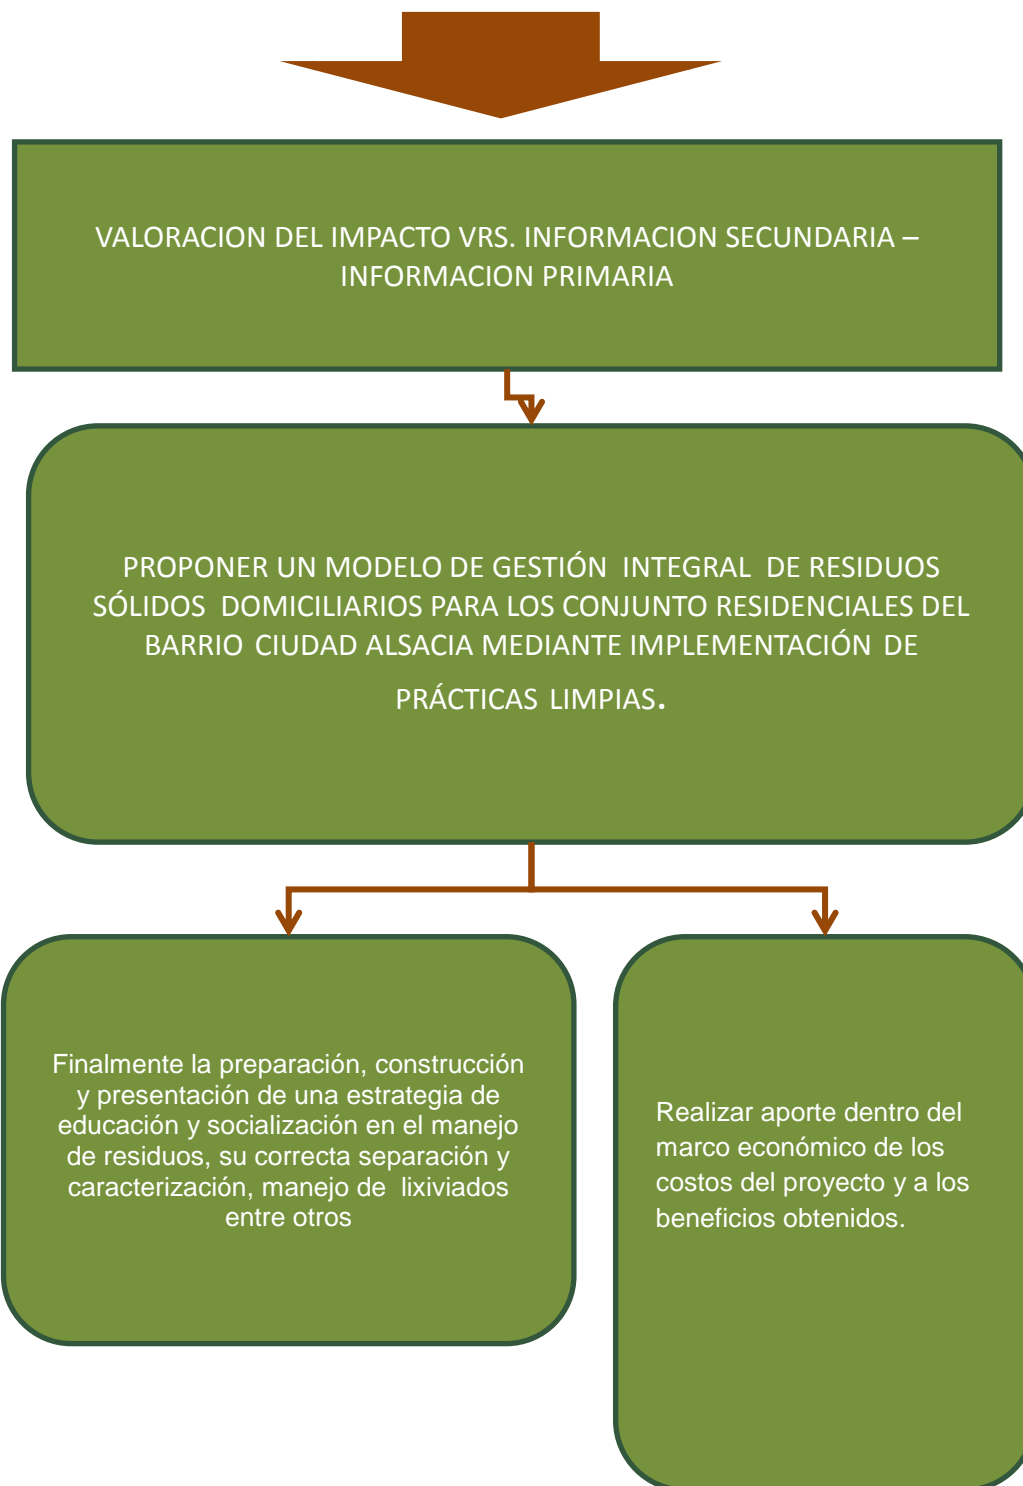 VALORACION DEL IMPACTO VRS. INFORMACION SECUNDARIA –
INFORMACION PRIMARIA
PROPONER UN MODELO DE GESTIÓN INTEGRAL DE RESIDUOS
SÓLIDOS DOMICILIARIOS PARA LOS CONJUNTO RESIDENCIALES DEL
BARRIO CIUDAD ALSACIA MEDIANTE IMPLEMENTACIÓN DE
PRÁCTICAS LIMPIAS.
Finalmente la preparación, construcción
y presentación de una estrategia de
educación y socialización en el manejo
de residuos, su correcta separación y
caracterización, manejo de lixiviados
entre otros
Realizar aporte dentro del
marco económico de los
costos del proyecto y a los
beneficios obtenidos.